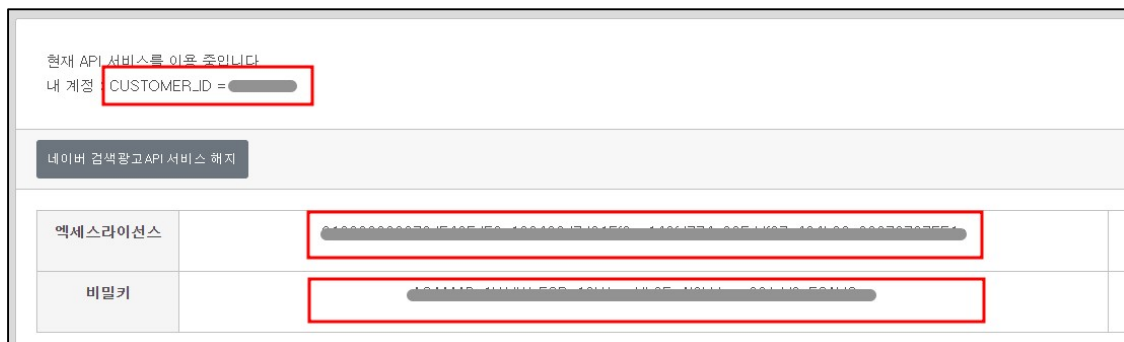 현재 API 서비스를 이용 중입니다.
내 계정 : CUSTOMER_ID =
네이버 검색광고API 서비스 해지
엑세스라이선스
비밀키